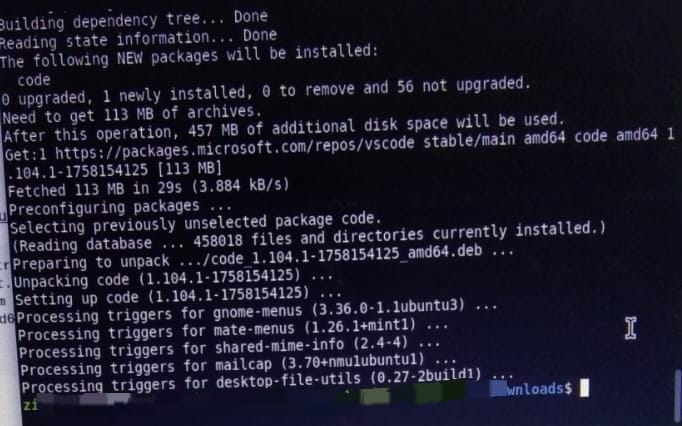 Building dependency tree... Done
Reading state information... Done
The following NEW packages will be installed:
code
0 upgraded, 1 newly installed, 0 to remove and 56 not upgraded.
Need to get 113 MB of archives.
After this operation, 457 MB of additional disk space will be used.
Get:1 https://packages.microsoft.com/repos/vscode stable/main amd64 code amd64 1
.104.1-1758154125 [113 MB]
Fetched 113 MB in 29s (3.884 kB/s)
Preconfiguring packages ...
Selecting previously unselected package code.
(Reading database ... 458018 files and directories currently installed.)
Preparing to unpack .../code_1.104.1-1758154125_amd64.deb ...
Unpacking code (1.104.1-1758154125) ...
Setting up code (1.104.1-1758154125) ...
Processing triggers for gnome-menus (3.36.0-1.1ubuntu3) ...
Processing triggers for mate-menus (1.26.1+mint1) ...
Processing triggers for shared-mime-info (2.4-4) ...
Processing triggers for mailcap (3.70+nmu1ubuntu1) ...
Processing triggers for desktop-file-utils (0.27-2build1) ...
zi wnloads$